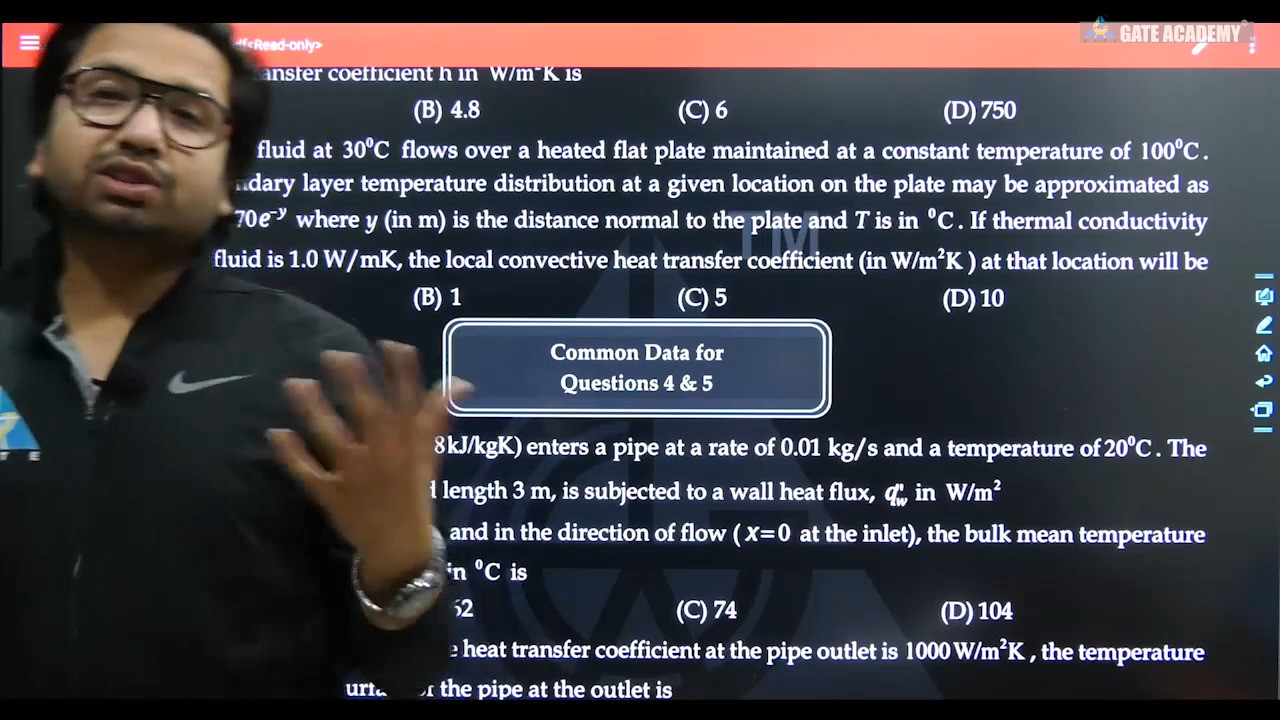 GATE ACADEMY
df<Read-only>
transfer coefficient h in W/m²K is
(B) 4.8 (C) 6 (D) 750
fluid at 30⁰C flows over a heated flat plate maintained at a constant temperature of 100⁰C.
ndary layer temperature distribution at a given location on the plate may be approximated as
70e⁻ʸ where y (in m) is the distance normal to the plate and T is in ⁰C. If thermal conductivity
fluid is 1.0 W/mK, the local convective heat transfer coefficient (in W/m²K) at that location will be
(B) 1 (C) 5 (D) 10
TM
Common Data for
Questions 4 & 5
8 kJ/kgK) enters a pipe at a rate of 0.01 kg/s and a temperature of 20⁰C. The
length 3 m, is subjected to a wall heat flux, q"w in W/m²
and in the direction of flow (x=0 at the inlet), the bulk mean temperature
in ⁰C is
62 (C) 74 (D) 104
e heat transfer coefficient at the pipe outlet is 1000 W/m²K, the temperature
the pipe at the outlet is